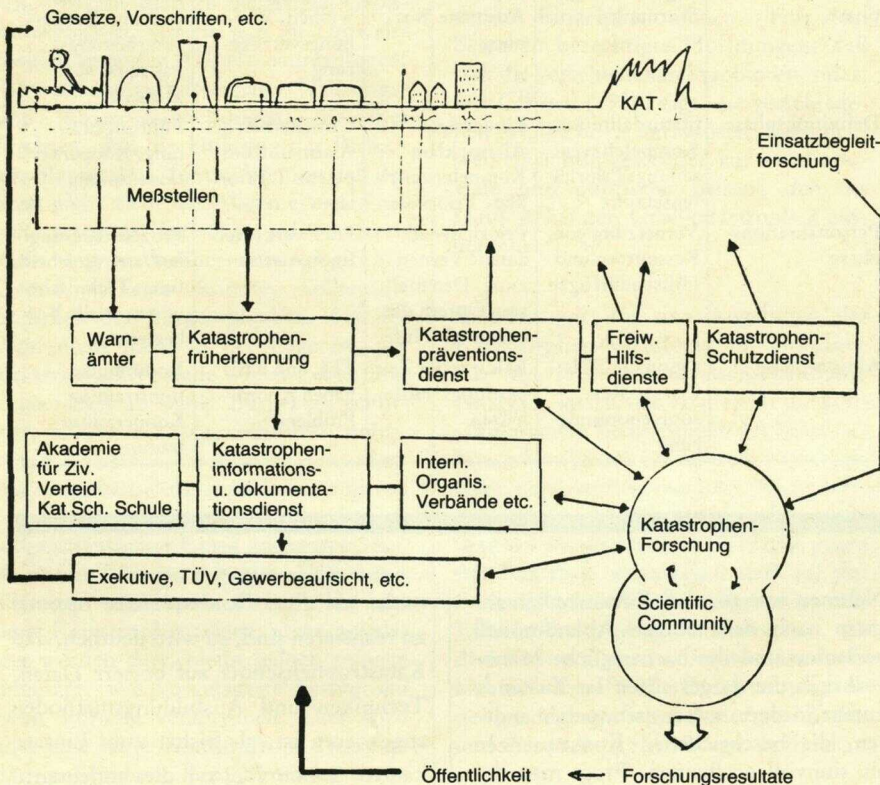 Gesetze, Vorschriften, etc.
KAT.
Einsatzbegleit-
forschung
Meßstellen
Warn-
ämter
Katastrophen-
früherkennung
Katastrophen-
präventions-
dienst
Freiw.
Hilfs-
dienste
Katastrophen-
Schutzdienst
Akademie
für Ziv.
Verteid.
Kat.Sch. Schule
Katastrophen-
informations-
u. dokumenta-
tionsdienst
Intern.
Organis.
Verbände etc.
Katastrophen-
Forschung
Scientific
Community
Exekutive, TÜV, Gewerbeaufsicht, etc.
Öffentlichkeit
Forschungsresultate